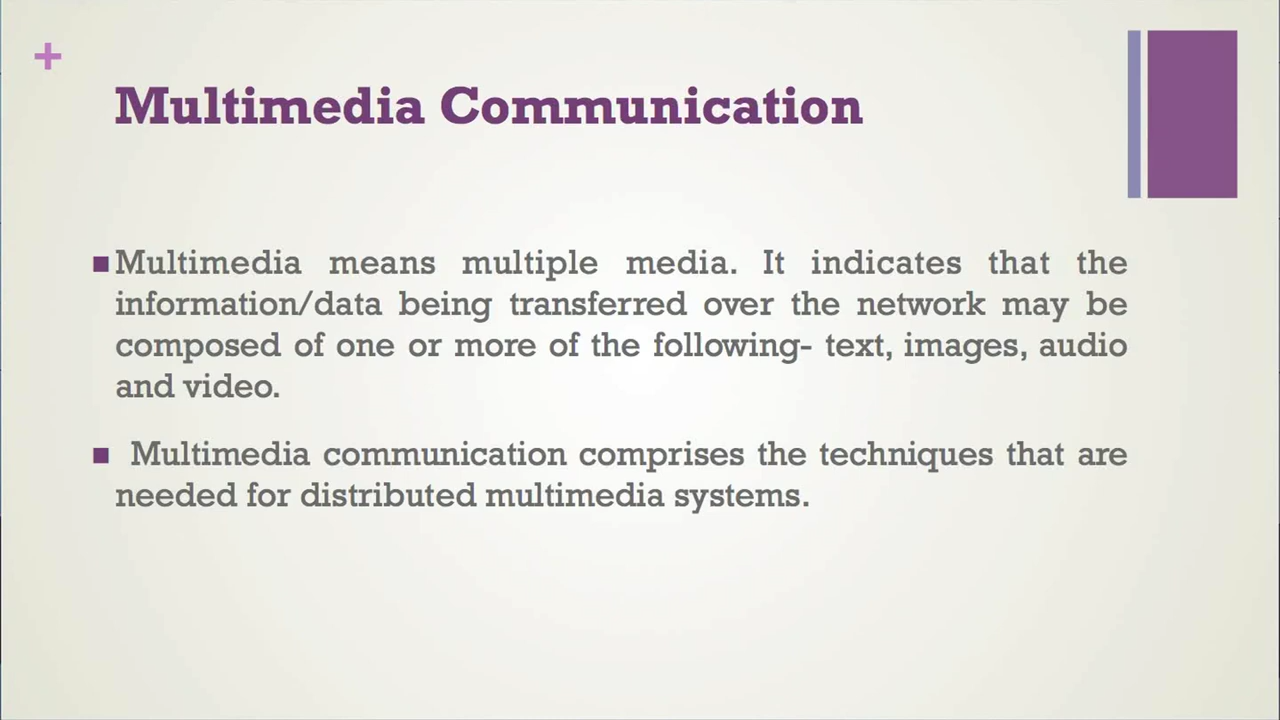 +
Multimedia Communication
■ Multimedia means multiple media. It indicates that the
information/data being transferred over the network may be
composed of one or more of the following- text, images, audio
and video.
■ Multimedia communication comprises the techniques that are
needed for distributed multimedia systems.